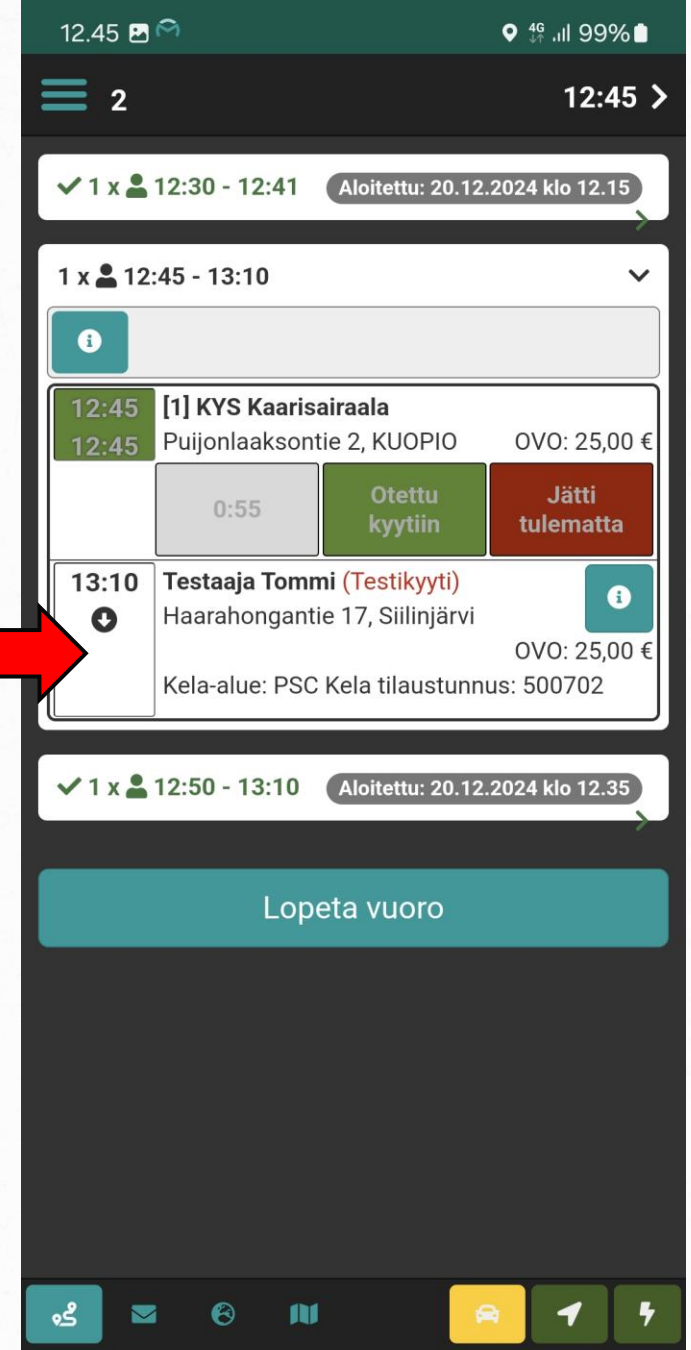 12.45 4G 99%
2 12:45
1 x 12:30 - 12:41 Aloitettu: 20.12.2024 klo 12.15
1 x 12:45 - 13:10
12:45 [1] KYS Kaarisairaala
12:45 Puijonlaaksontie 2, KUOPIO OVO: 25,00 €
0:55 Otettu kyytiin Jätti tulematta
13:10 Testaaja Tommi (Testikyyti)
Haarahongantie 17, Siilinjärvi
OVO: 25,00 €
Kela-alue: PSC Kela tilaustunnus: 500702
1 x 12:50 - 13:10 Aloitettu: 20.12.2024 klo 12.35
Lopeta vuoro